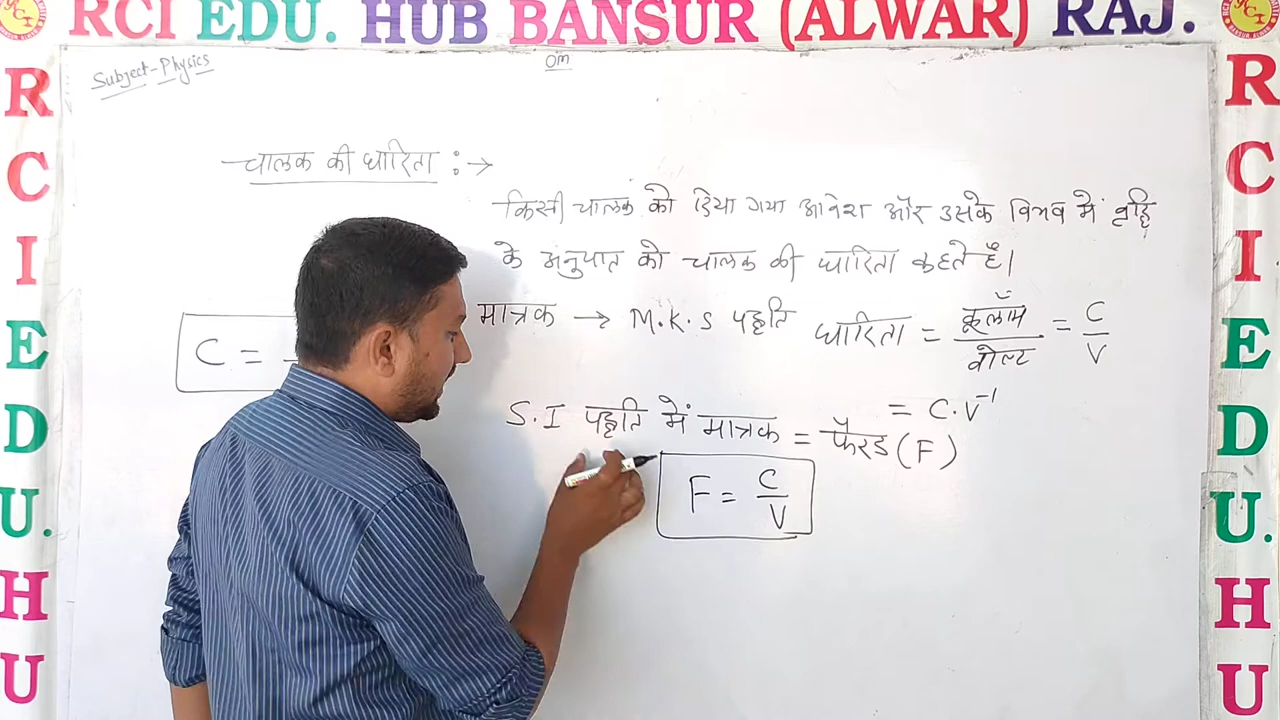 RCI EDU. HUB BANSUR (ALWAR) RAJ.
Subject-Physics
Om
चालक की धारिता :→
किसी चालक को दिया गया आवेश और उसके विभव में वृद्धि
के अनुपात को चालक की धारिता कहते हैं।
मात्रक → M.K.S पद्धति धारिता = कूलॉम / वोल्ट = C / V
= C.V⁻¹
C =
S.I पद्धति में मात्रक = फैरड (F)
F = C / V
R C I E D U. H U
R C I E D U. H U